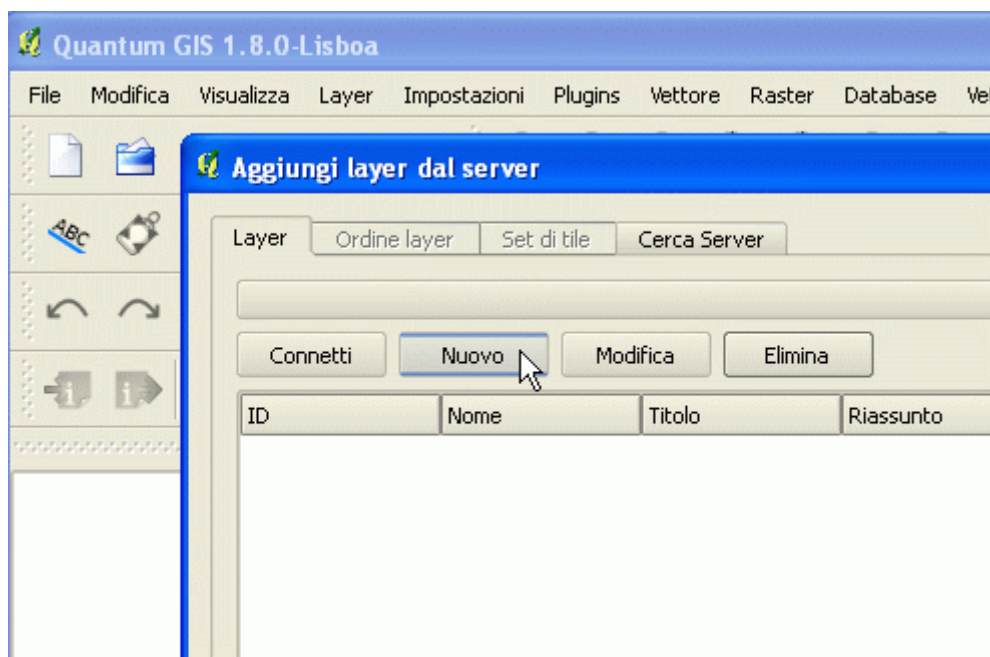 Quantum GIS 1.8.0-Lisboa
File Modifica Visualizza Layer Impostazioni Plugins Vettore Raster Database
Aggiungi layer dal server
ABC
Layer Ordine layer Set di tile Cerca Server
Connetti Nuovo Modifica Elimina
ID Nome Titolo Riassunto